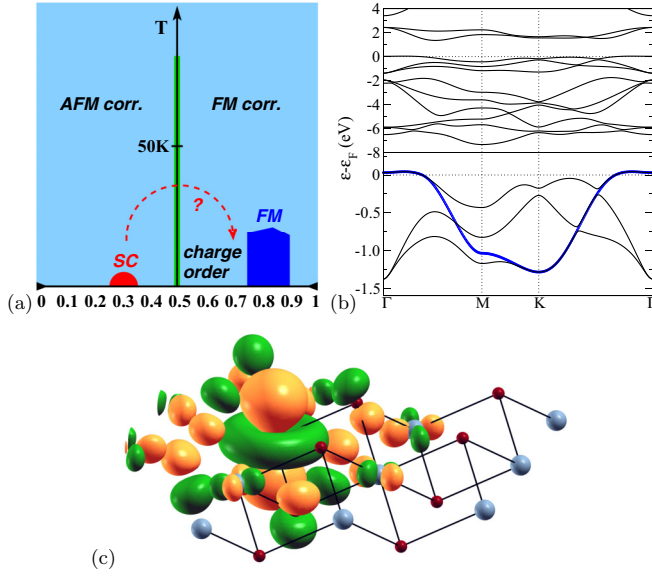 T
AFM corr.
FM corr.
50K
?
FM
SC
charge
order
(a)
0 0.1 0.2 0.3 0.4 0.5 0.6 0.7 0.8 0.9 1
4
2
0
-2
-4
-6
-8
0
-0.5
-1.0
-1.5
ε-εF (eV)
(b)
Γ M K Γ
(c)